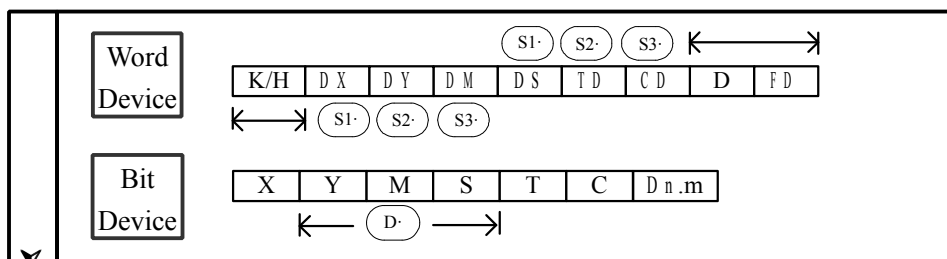 Word
Device
S1· S2· S3·
K/H DX DY DM DS TD CD D FD
S1· S2· S3·
Bit
Device
X Y M S T C Dn.m
D·